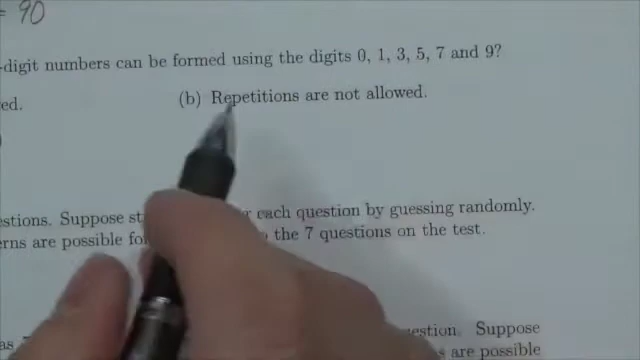 = 90
-digit numbers can be formed using the digits 0, 1, 3, 5, 7 and 9?
ed. (b) Repetitions are not allowed.
estions. Suppose st each question by guessing randomly.
erns are possible fo the 7 questions on the test.
as estion. Suppose
s are possible